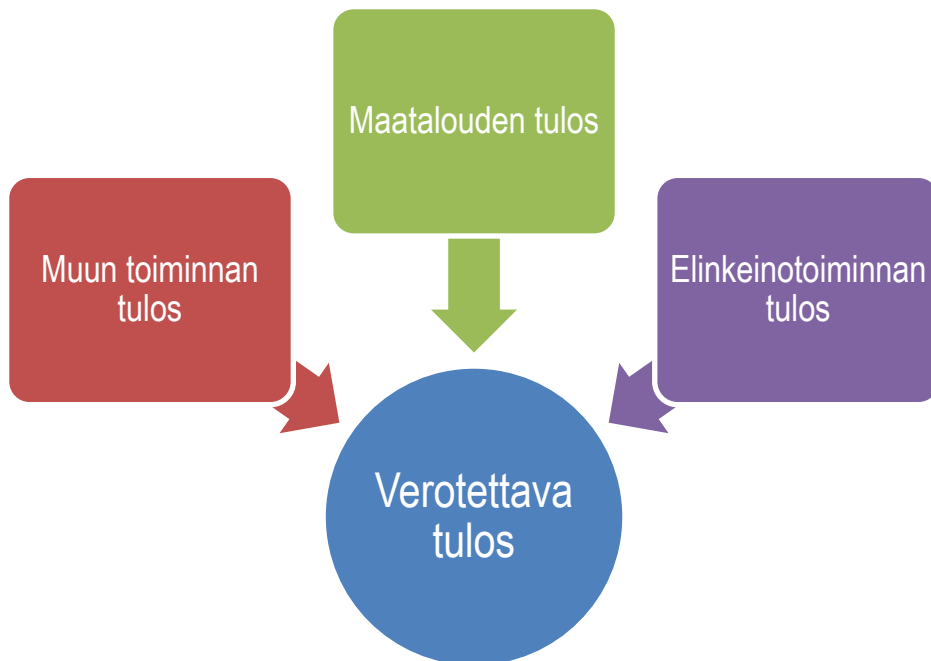 Maatalouden tulos
Muun toiminnan
tulos
Elinkeinotoiminnan
tulos
Verotettava
tulos